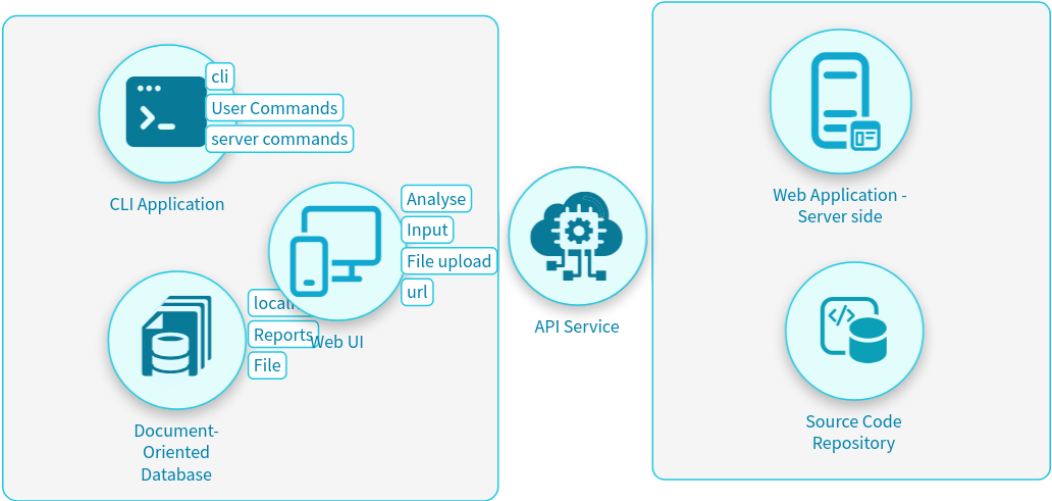 cli
User Commands
server commands
CLI Application
Analyse
Input
File upload
url
Web UI
Reports
File
Document-
Oriented
Database
API Service
Web Application -
Server side
Source Code
Repository